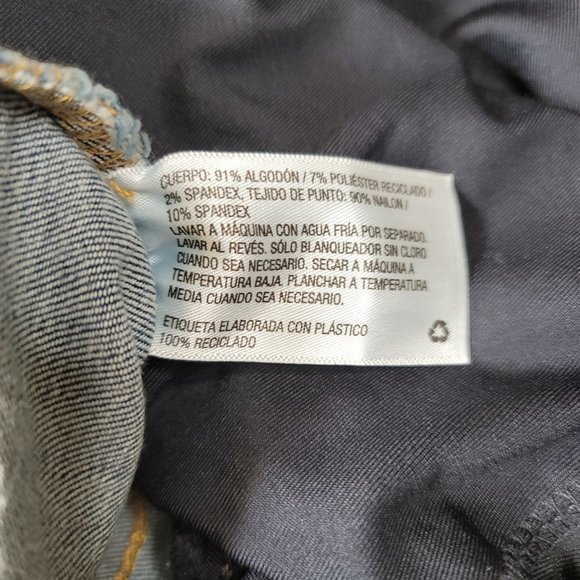 CUERPO: 91% ALGODÓN / 7% POLIÉSTER RECICLADO /
2% SPANDEX, TEJIDO DE PUNTO: 90% NAILON /
10% SPANDEX
LAVAR A MÁQUINA CON AGUA FRÍA POR SEPARADO.
LAVAR AL REVÉS. SÓLO BLANQUEADOR SIN CLORO
CUANDO SEA NECESARIO. SECAR A MÁQUINA A
TEMPERATURA BAJA. PLANCHAR A TEMPERATURA
MEDIA CUANDO SEA NECESARIO.
ETIQUETA ELABORADA CON PLÁSTICO
100% RECICLADO